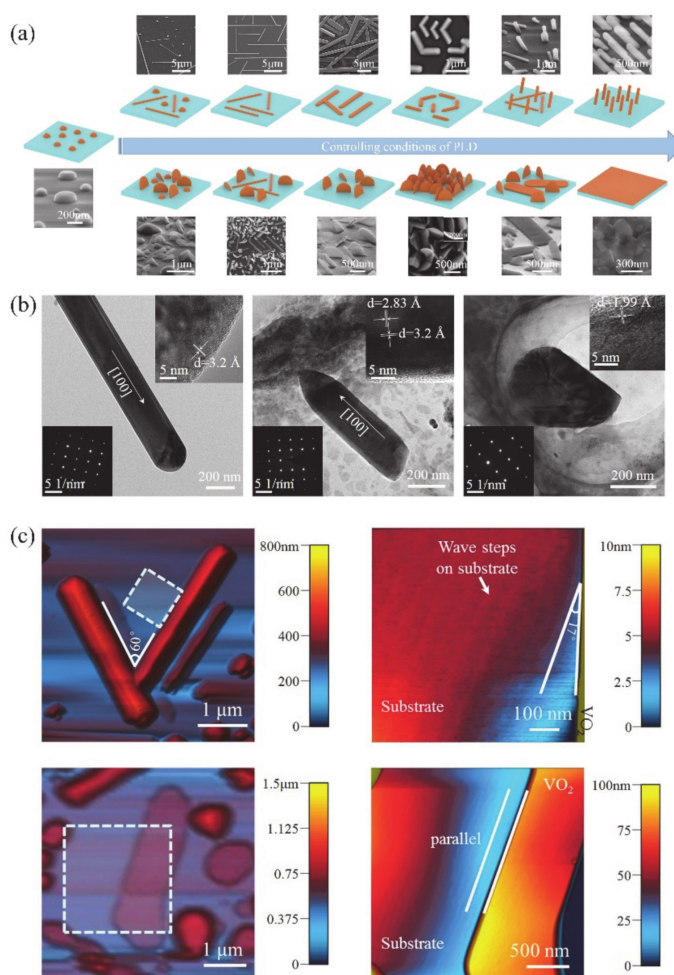 (a)
5μm
5μm
5μm
1μm
1μm
500nm
Controlling conditions of PLD
200nm
1μm
500nm
500nm
500nm
300nm
(b)
d=3.2 Å
5 nm
[001]
5 1/nm
200 nm
d=2.83 Å
d=3.2 Å
5 nm
[100]
5 1/nm
200 nm
d=1.99 Å
5 nm
5 1/nm
200 nm
(c)
60°
1 μm
800nm
600
400
200
0
Wave steps
on substrate
17°
Substrate
100 nm
VO₂
10nm
7.5
5
2.5
0
1 μm
1.5μm
1.125
0.75
0.375
0
VO₂
parallel
Substrate
500 nm
100nm
75
50
25
0